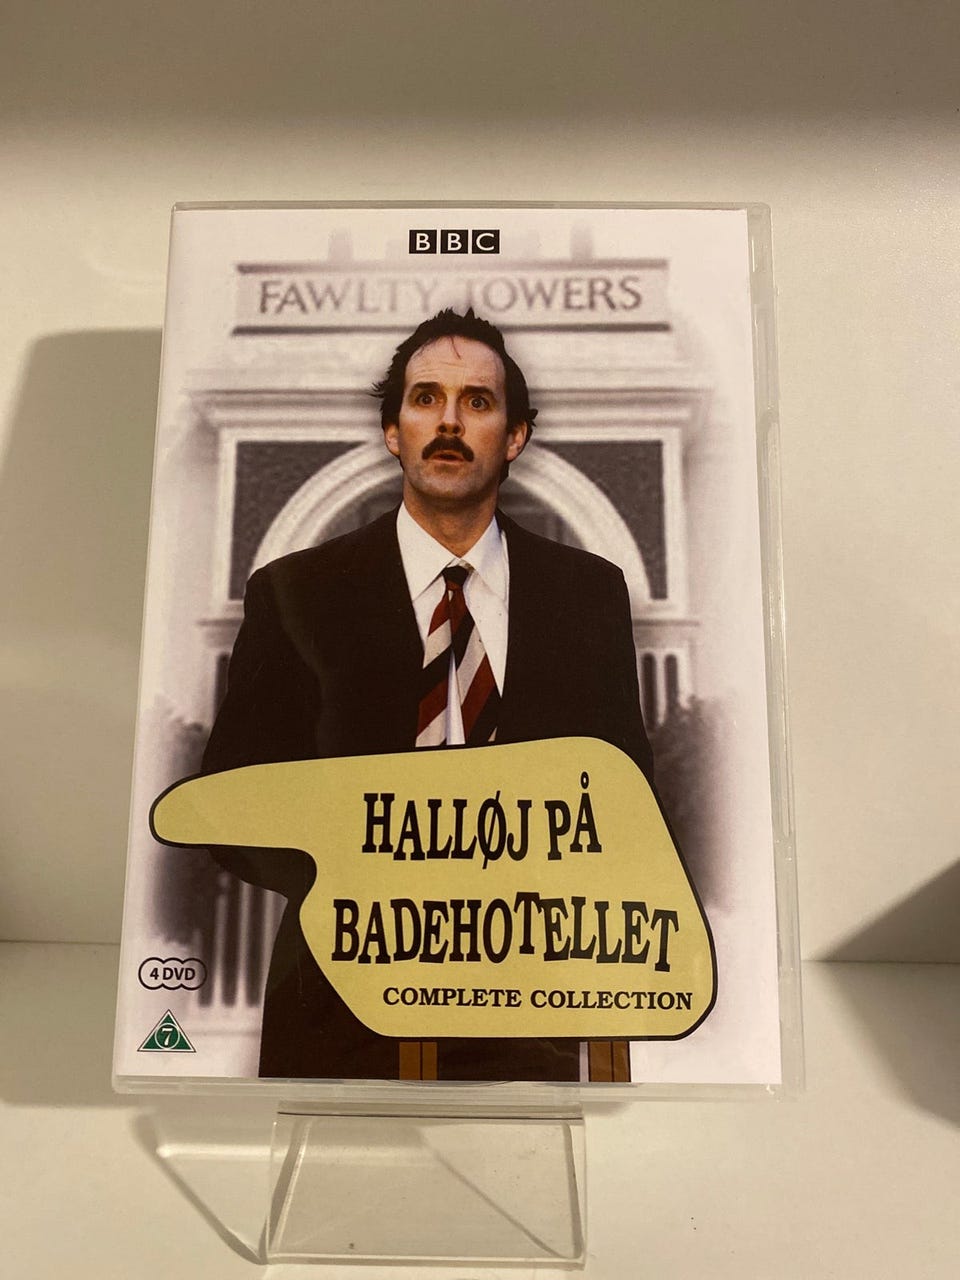 BBC
FAWLTY TOWERS
HALLØJ PÅ
BADEHOTELLET
COMPLETE COLLECTION
4 DVD
7